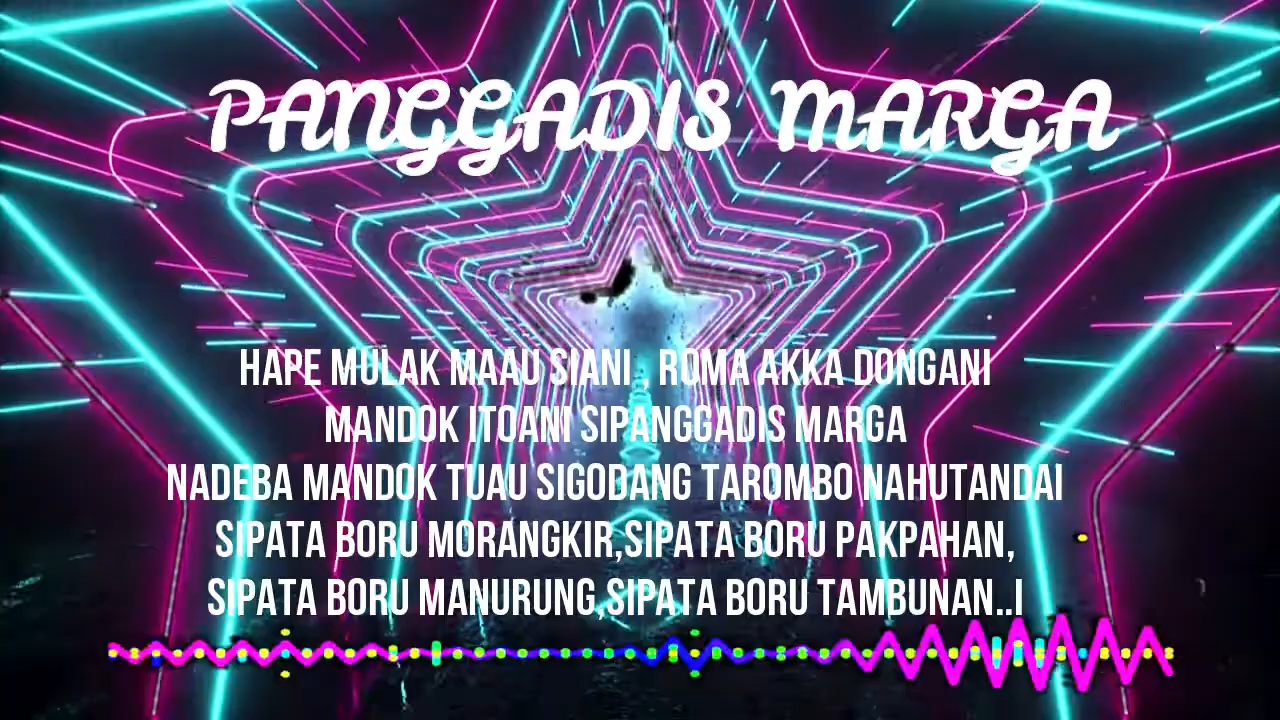 PANGGADIS MARGA
HAPE MULAK MAAU SIANI , ROMA AKKA DONGANI
MANDOK ITOANI SIPANGGADIS MARGA
NADEBA MANDOK TUAU SIGODANG TAROMBO NAHUTANDAI
SIPATA BORU MORANGKIR,SIPATA BORU PAKPAHAN,
SIPATA BORU MANURUNG,SIPATA BORU TAMBUNAN..I